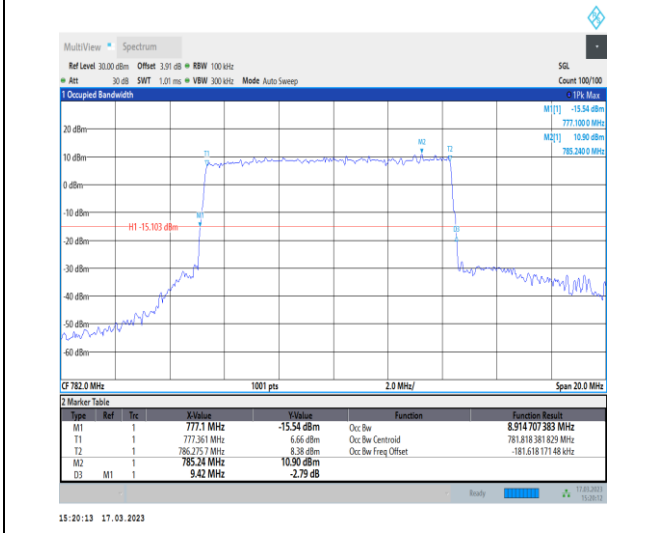 MultiView Spectrum
Ref Level 30.00 dBm Offset 3.91 dB RBW 100 kHz SGL
Att 30 dB SWT 1.01 ms VBW 300 kHz Mode Auto Sweep Count 100/100
1 Occupied Bandwidth 1Pk Max
M1[1] -15.54 dBm
777.100 0 MHz
M2[1] 10.90 dBm
785.240 0 MHz
20 dBm
M2
T1 T2
10 dBm
0 dBm
-10 dBm
M1
H1 -15.103 dBm
D3
-20 dBm
-30 dBm
-40 dBm
-50 dBm
-60 dBm
CF 782.0 MHz 1001 pts 2.0 MHz/ Span 20.0 MHz
2 Marker Table
Type Ref Trc X-Value Y-Value Function Function Result
M1 1 777.1 MHz -15.54 dBm Occ Bw 8.914 707 383 MHz
T1 1 777.361 MHz 6.66 dBm Occ Bw Centroid 781.818 381 829 MHz
T2 1 786.275 7 MHz 8.38 dBm Occ Bw Freq Offset -181.618 171 48 kHz
M2 1 785.24 MHz 10.90 dBm
D3 M1 1 9.42 MHz -2.79 dB
Ready 17.03.2023
15:20:12
15:20:13 17.03.2023